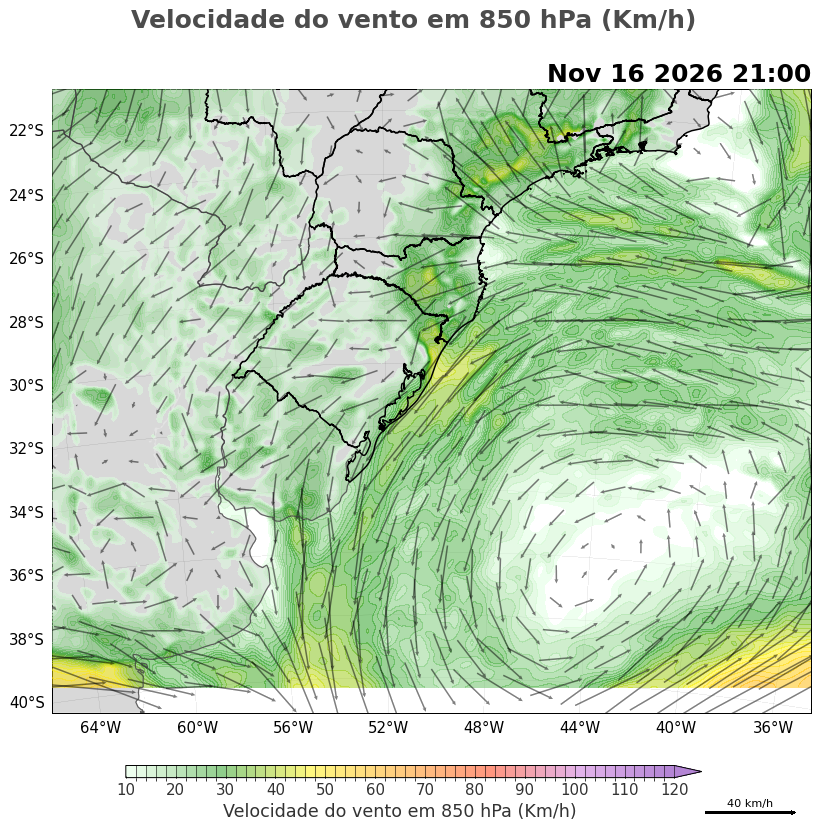 Velocidade do vento em 850 hPa (Km/h)
Nov 16 2026 21:00
22°S
24°S
26°S
28°S
30°S
32°S
34°S
36°S
38°S
40°S
64°W 60°W 56°W 52°W 48°W 44°W 40°W 36°W
10 20 30 40 50 60 70 80 90 100 110 120
Velocidade do vento em 850 hPa (Km/h)
40 km/h